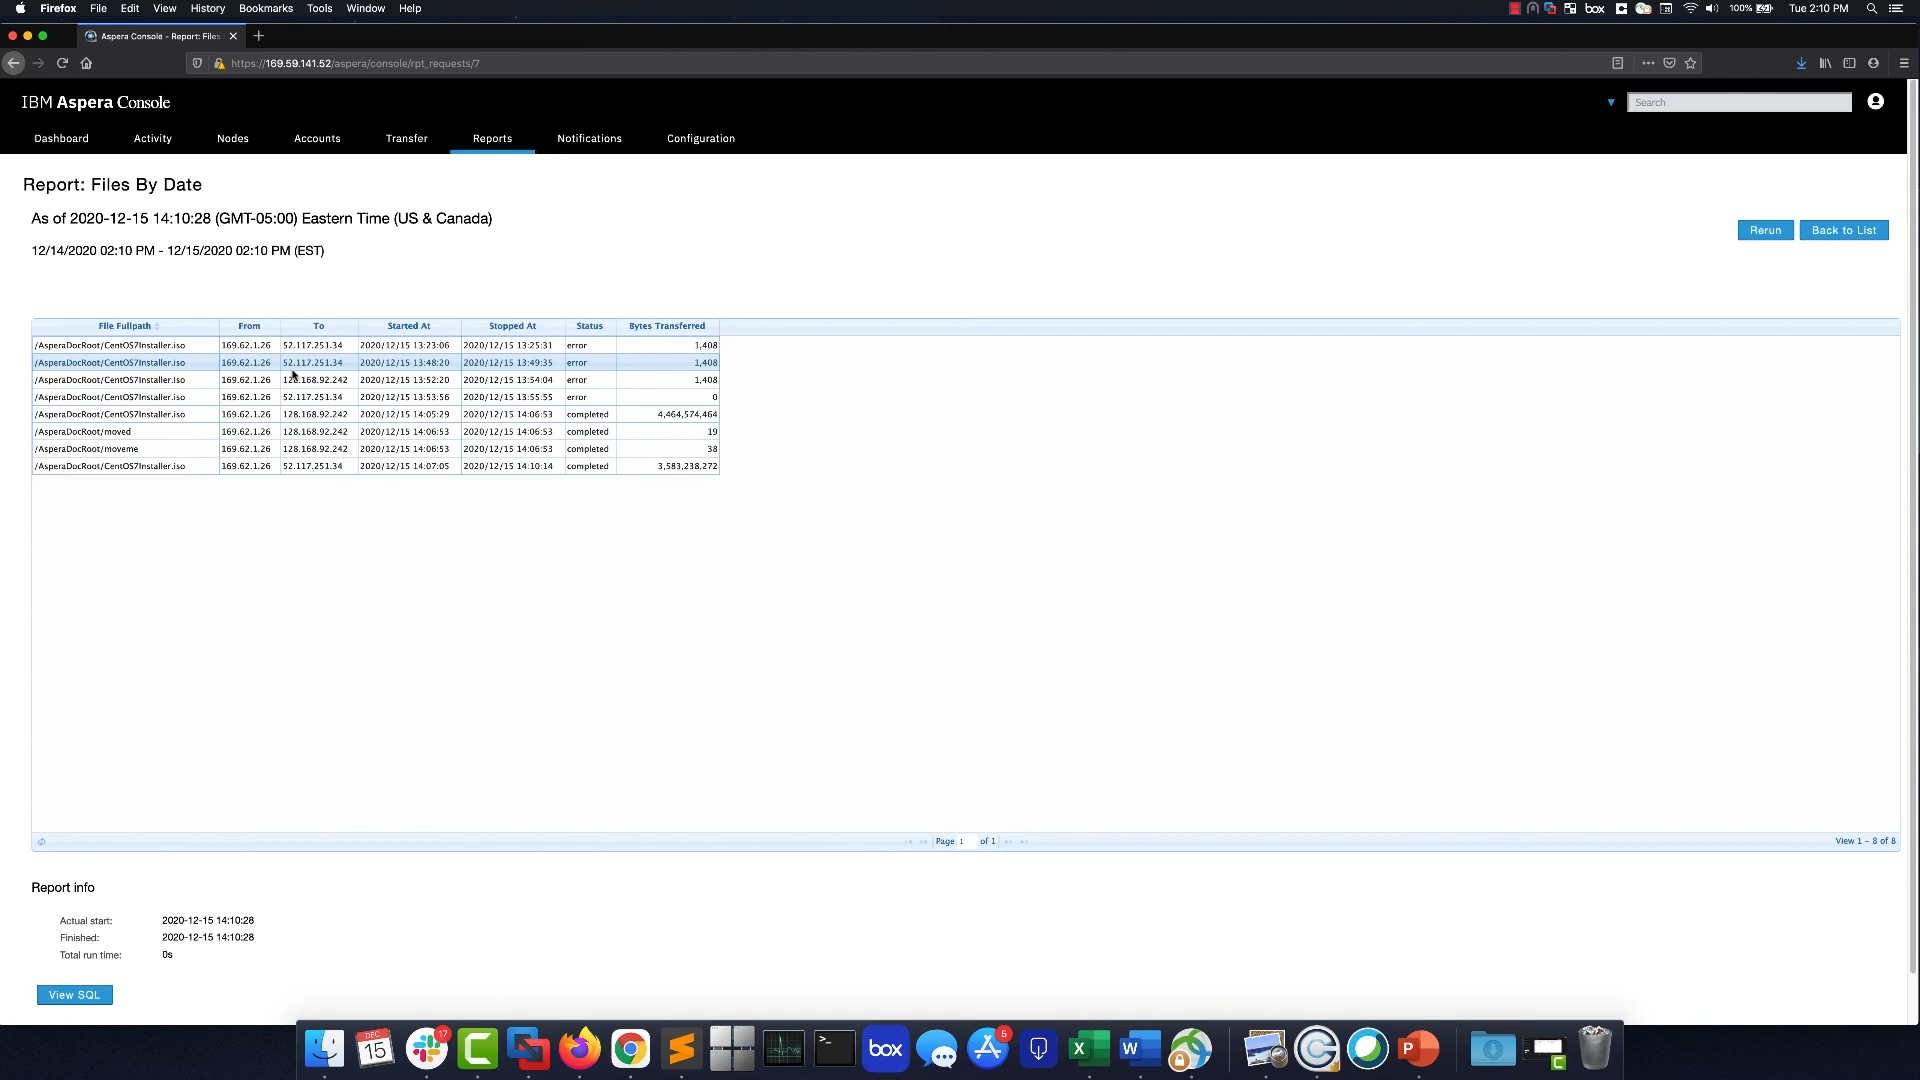 Firefox File Edit View History Bookmarks Tools Window Help box 100% Tue 2:10 PM
Aspera Console - Report: Files
https://169.59.141.52/aspera/console/rpt_requests/7
IBM Aspera Console Search
Dashboard Activity Nodes Accounts Transfer Reports Notifications Configuration
Report: Files By Date
As of 2020-12-15 14:10:28 (GMT-05:00) Eastern Time (US & Canada)
Rerun Back to List
12/14/2020 02:10 PM - 12/15/2020 02:10 PM (EST)
File Fullpath From To Started At Stopped At Status Bytes Transferred
/AsperaDocRoot/CentOS7Installer.iso 169.62.1.26 52.117.251.34 2020/12/15 13:23:06 2020/12/15 13:25:31 error 1,408
/AsperaDocRoot/CentOS7Installer.iso 169.62.1.26 52.117.251.34 2020/12/15 13:48:20 2020/12/15 13:49:35 error 1,408
/AsperaDocRoot/CentOS7Installer.iso 169.62.1.26 128.168.92.242 2020/12/15 13:52:20 2020/12/15 13:54:04 error 1,408
/AsperaDocRoot/CentOS7Installer.iso 169.62.1.26 52.117.251.34 2020/12/15 13:53:56 2020/12/15 13:55:55 error 0
/AsperaDocRoot/CentOS7Installer.iso 169.62.1.26 128.168.92.242 2020/12/15 14:05:29 2020/12/15 14:06:53 completed 4,464,574,464
/AsperaDocRoot/moved 169.62.1.26 128.168.92.242 2020/12/15 14:06:53 2020/12/15 14:06:53 completed 19
/AsperaDocRoot/moveme 169.62.1.26 128.168.92.242 2020/12/15 14:06:53 2020/12/15 14:06:53 completed 38
/AsperaDocRoot/CentOS7Installer.iso 169.62.1.26 52.117.251.34 2020/12/15 14:07:05 2020/12/15 14:10:14 completed 3,583,238,272
Page 1 of 1 View 1 - 8 of 8
Report info
Actual start: 2020-12-15 14:10:28
Finished: 2020-12-15 14:10:28
Total run time: 0s
View SQL
DEC 15 17 >_ box 5 X W P